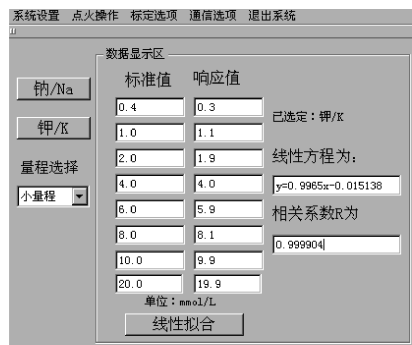 系统设置 点火操作 标定选项 通信选项 退出系统
数据显示区
标准值 响应值
钠/Na
钾/K
量程选择
小量程
0.4 0.3
1.0 1.1
2.0 1.9
4.0 4.0
6.0 5.9
8.0 8.1
10.0 9.9
20.0 19.9
单位：mmol/L
线性拟合
已选定：钾/K
线性方程为：
y=0.9965x-0.015138
相关系数R为
0.999904